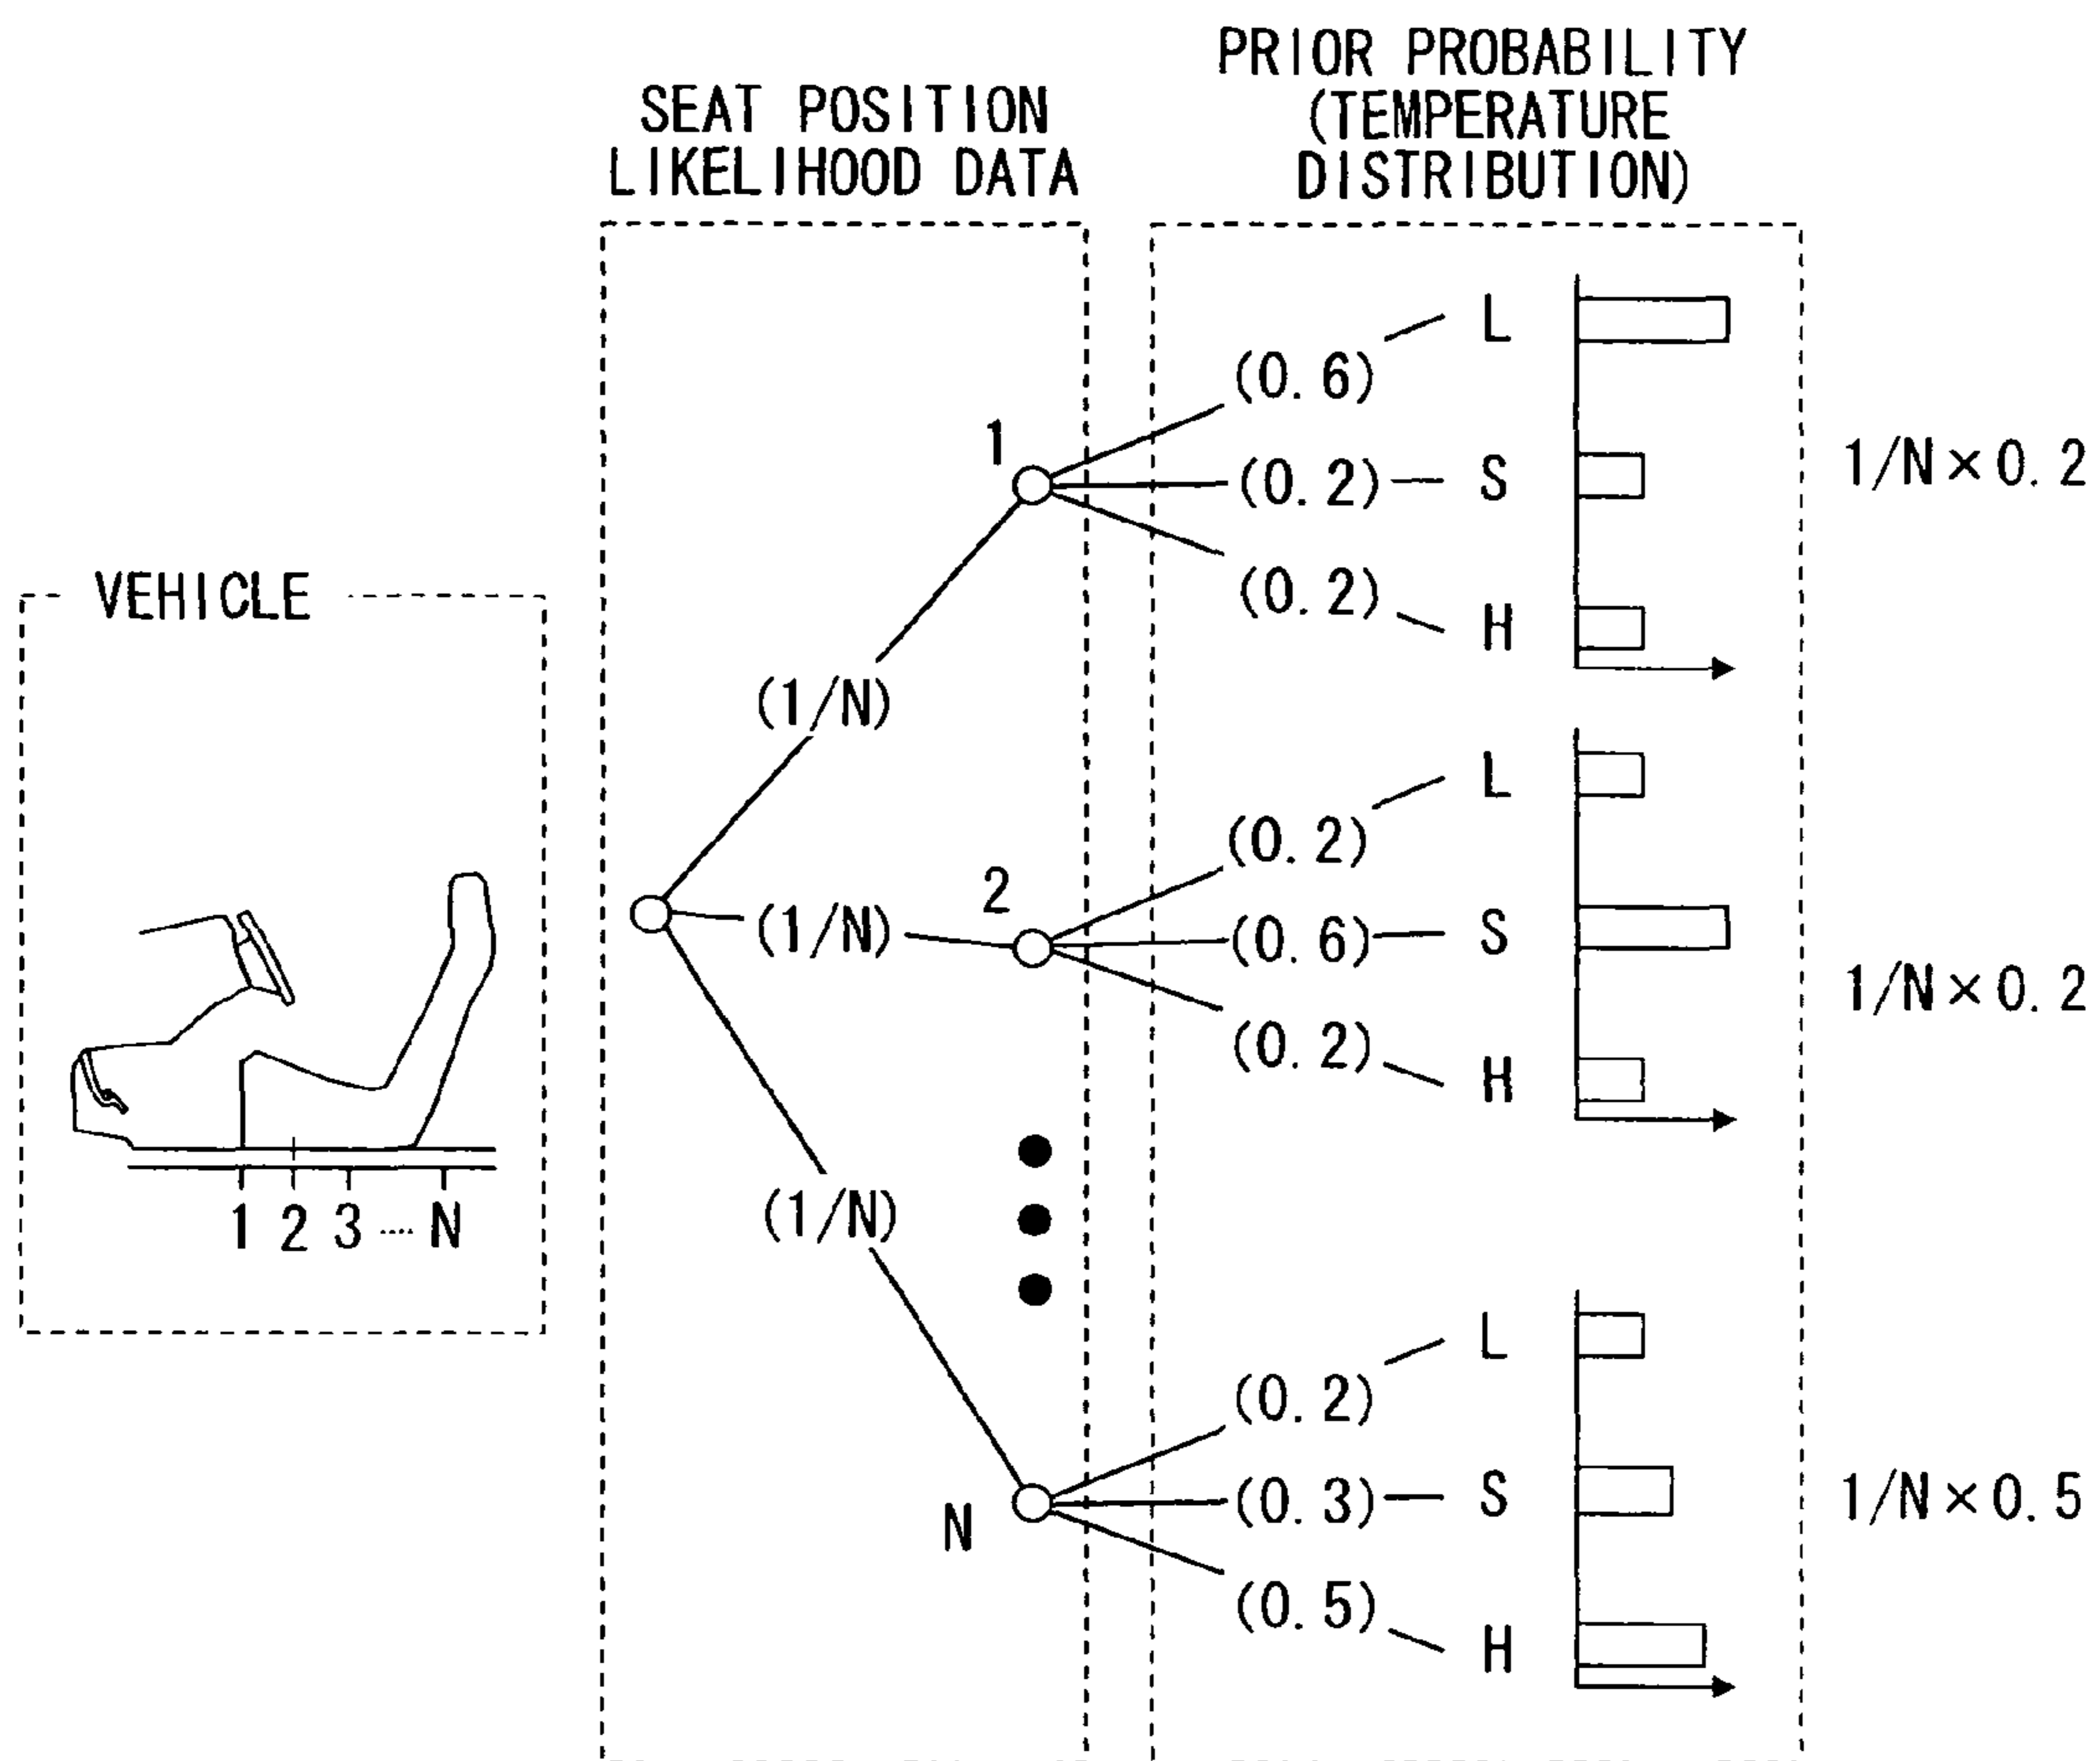 PRIOR PROBABILITY
(TEMPERATURE
DISTRIBUTION)
SEAT POSITION
LIKELIHOOD DATA
VEHICLE
1 2 3 ···· N
(1/N)
(1/N)
(1/N)
1
(0.6) L
(0.2) S
(0.2) H
1/N×0.2
2
(0.2) L
(0.6) S
(0.2) H
1/N×0.2
N
(0.2) L
(0.3) S
(0.5) H
1/N×0.5